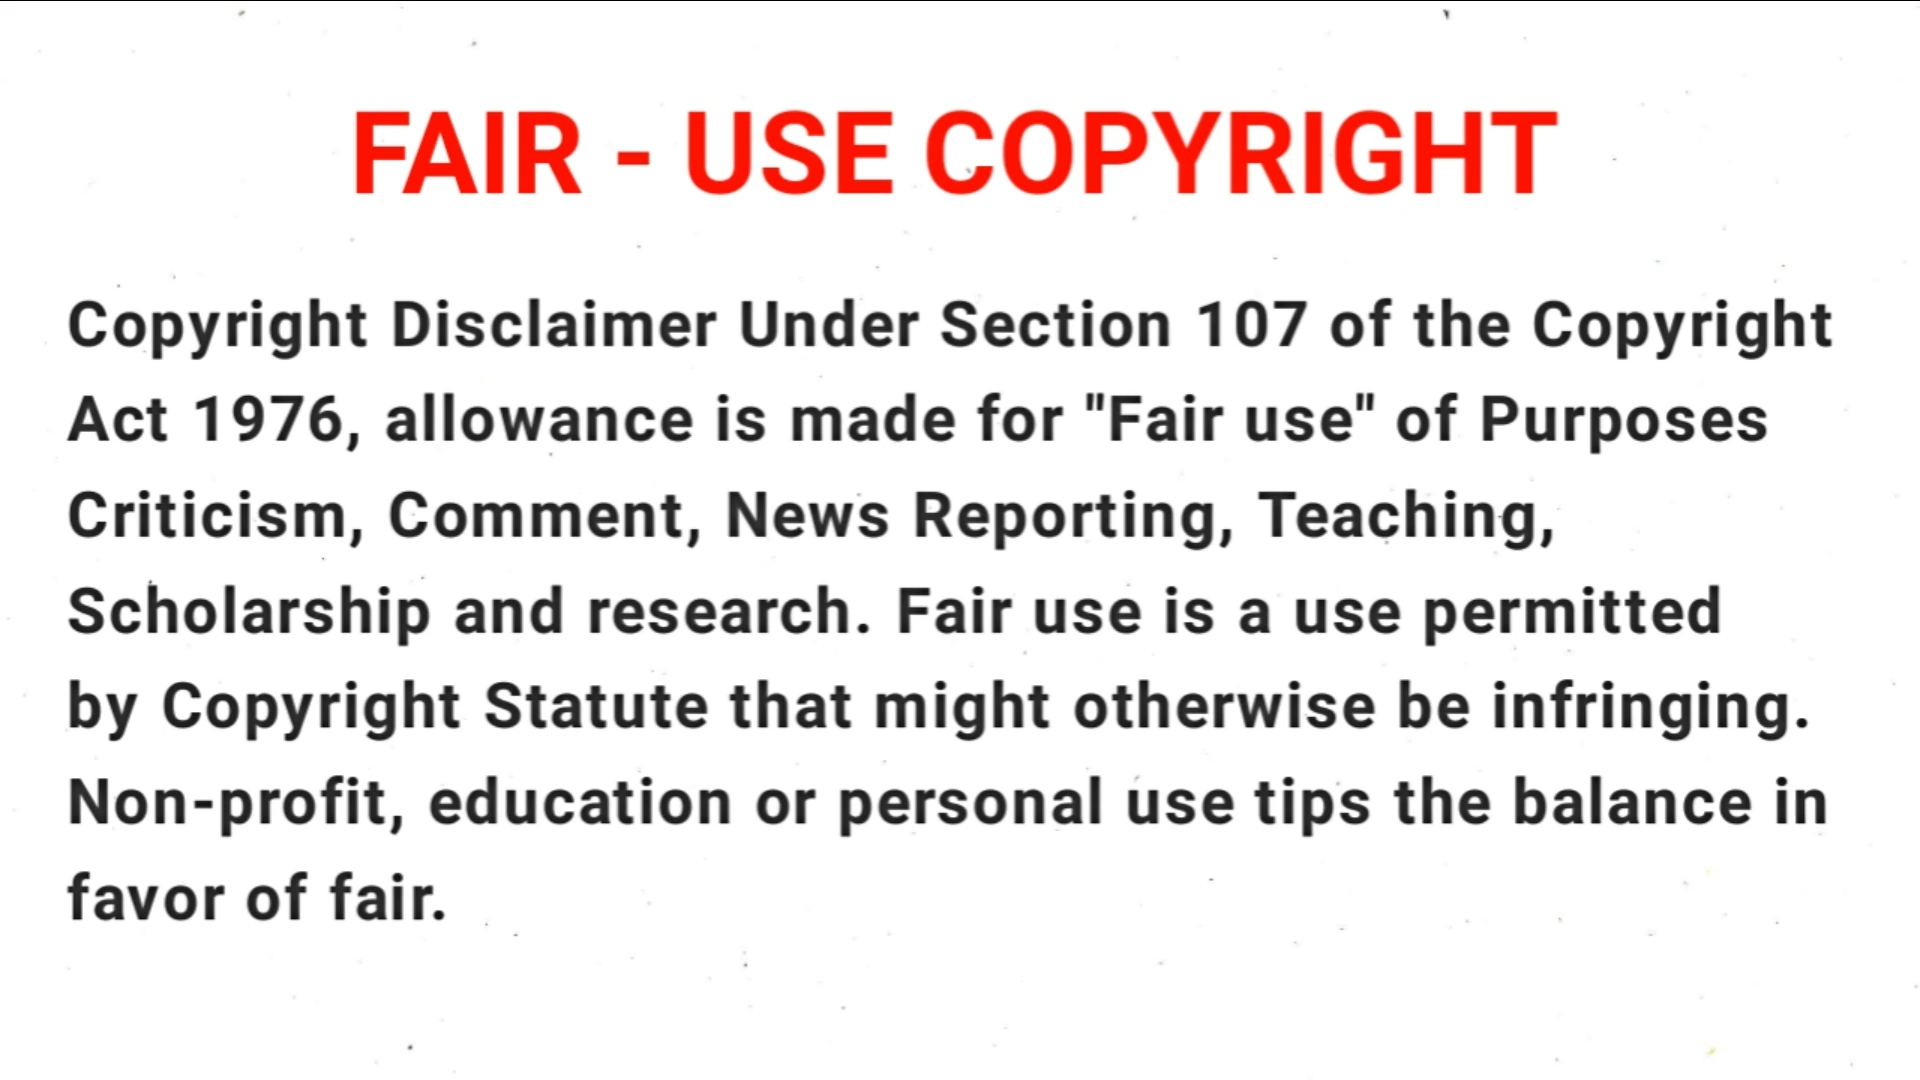 FAIR - USE COPYRIGHT
Copyright Disclaimer Under Section 107 of the Copyright
Act 1976, allowance is made for "Fair use" of Purposes
Criticism, Comment, News Reporting, Teaching,
Scholarship and research. Fair use is a use permitted
by Copyright Statute that might otherwise be infringing.
Non-profit, education or personal use tips the balance in
favor of fair.